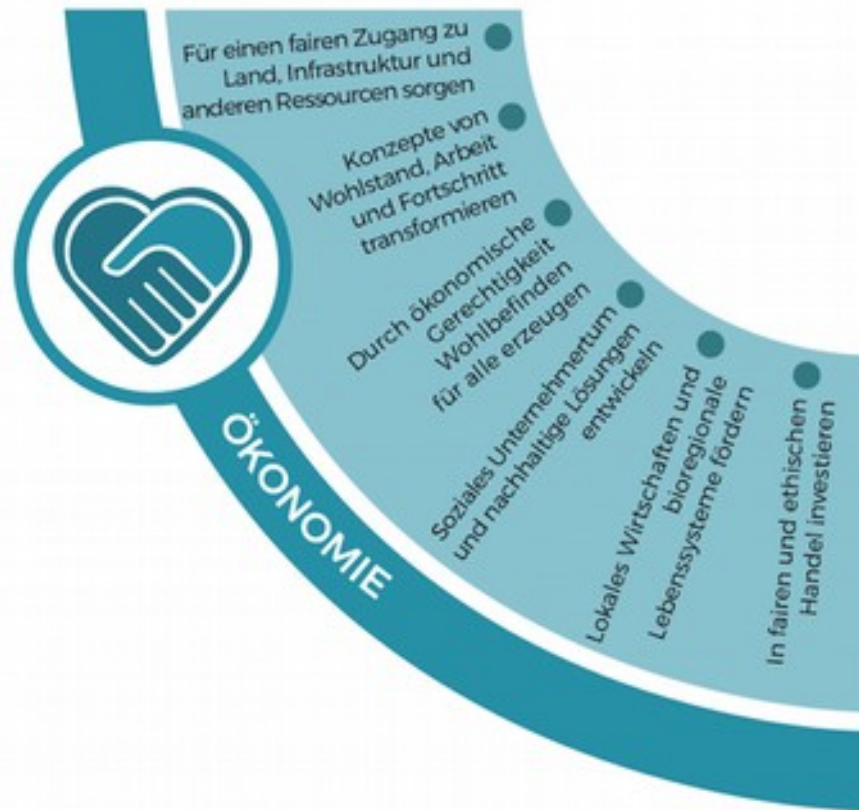 Für einen fairen Zugang zu
Land, Infrastruktur und
anderen Ressourcen sorgen
Konzepte von
Wohlstand, Arbeit
und Fortschritt
transformieren
Durch ökonomische
Gerechtigkeit
Wohlbefinden
für alle erzeugen
Soziales Unternehmertum
und nachhaltige Lösungen
entwickeln
Lokales Wirtschaften und
bioregionale
Lebenssysteme fördern
In fairen und ethischen
Handel investieren
ÖKONOMIE